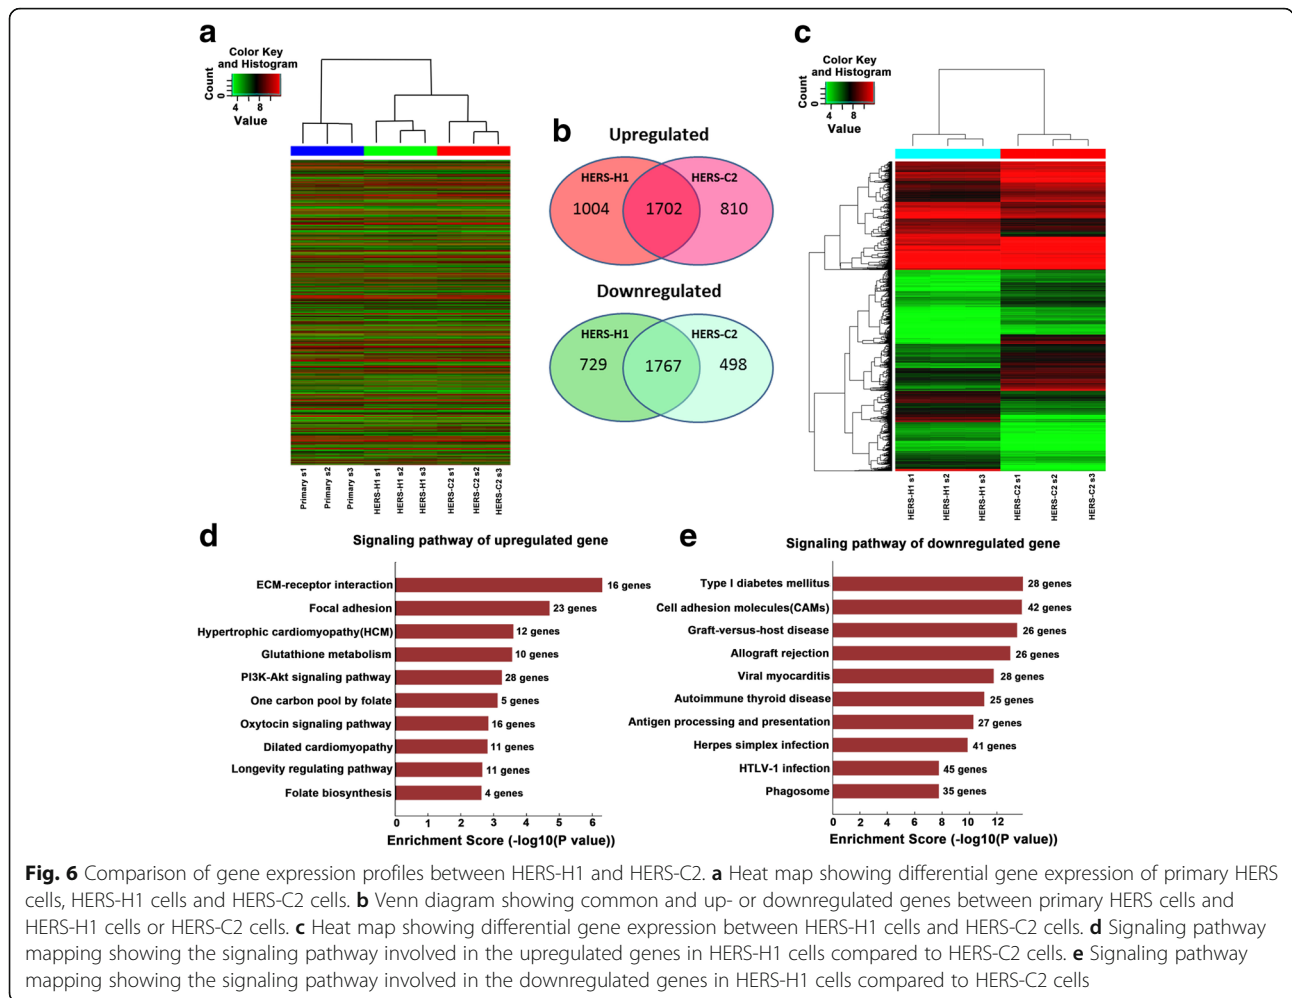 a
Color Key
and Histogram
Count
0
4 8
Value
Primary s1
Primary s2
Primary s3
HERS-H1 s1
HERS-H1 s2
HERS-H1 s3
HERS-C2 s1
HERS-C2 s2
HERS-C2 s3
b
Upregulated
HERS-H1 HERS-C2
1004 1702 810
Downregulated
HERS-H1 HERS-C2
729 1767 498
c
Color Key
and Histogram
Count
0
4 8
Value
HERS-H1 s1
HERS-H1 s2
HERS-H1 s3
HERS-C2 s1
HERS-C2 s2
HERS-C2 s3
d
Signaling pathway of upregulated gene
ECM-receptor interaction 16 genes
Focal adhesion 23 genes
Hypertrophic cardiomyopathy(HCM) 12 genes
Glutathione metabolism 10 genes
PI3K-Akt signaling pathway 28 genes
One carbon pool by folate 5 genes
Oxytocin signaling pathway 16 genes
Dilated cardiomyopathy 11 genes
Longevity regulating pathway 11 genes
Folate biosynthesis 4 genes
0 1 2 3 4 5 6
Enrichment Score (-log10(P value))
e
Signaling pathway of downregulated gene
Type I diabetes mellitus 28 genes
Cell adhesion molecules(CAMs) 42 genes
Graft-versus-host disease 26 genes
Allograft rejection 26 genes
Viral myocarditis 28 genes
Autoimmune thyroid disease 25 genes
Antigen processing and presentation 27 genes
Herpes simplex infection 41 genes
HTLV-1 infection 45 genes
Phagosome 35 genes
0 2 4 6 8 10 12
Enrichment Score (-log10(P value))
Fig. 6 Comparison of gene expression profiles between HERS-H1 and HERS-C2. a Heat map showing differential gene expression of primary HERS
cells, HERS-H1 cells and HERS-C2 cells. b Venn diagram showing common and up- or downregulated genes between primary HERS cells and
HERS-H1 cells or HERS-C2 cells. c Heat map showing differential gene expression between HERS-H1 cells and HERS-C2 cells. d Signaling pathway
mapping showing the signaling pathway involved in the upregulated genes in HERS-H1 cells compared to HERS-C2 cells. e Signaling pathway
mapping showing the signaling pathway involved in the downregulated genes in HERS-H1 cells compared to HERS-C2 cells